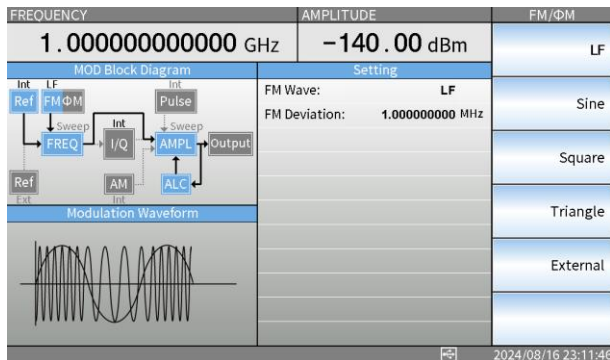 FREQUENCY AMPLITUDE FM/ΦM
1.000000000000 GHz -140.00 dBm
MOD Block Diagram
Int LF Int
Ref FMΦM Pulse
Sweep Int Sweep
FREQ I/Q AMPL Output
Ref AM ALC
Ext Int
Modulation Waveform
Setting
FM Wave: LF
FM Deviation: 1.000000000 MHz
LF
Sine
Square
Triangle
External
2024/08/16 23:11:46